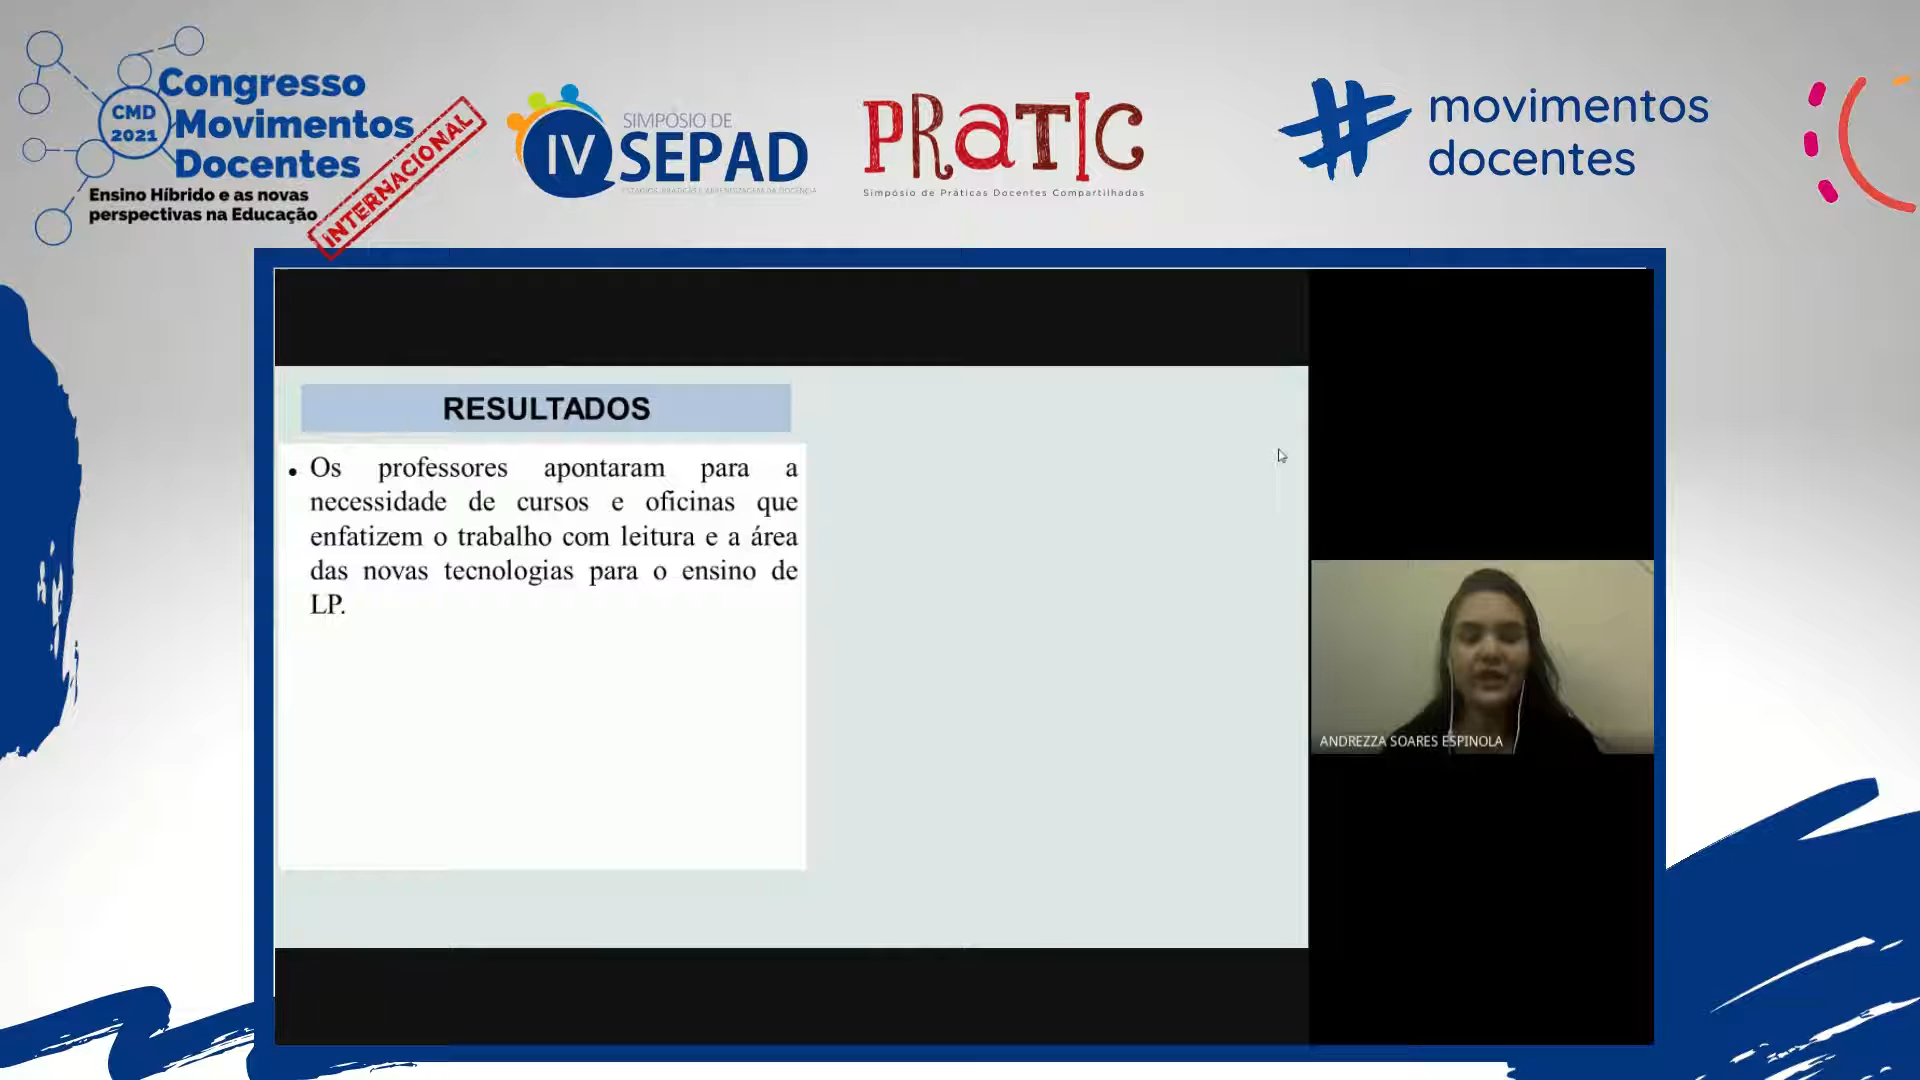 CMD
2021
Congresso
Movimentos
Docentes
Ensino Híbrido e as novas
perspectivas na Educação
INTERNACIONAL
IV
SIMPÓSIO DE
SEPAD
PRATIC
Simpósio de Práticas Docentes Compartilhadas
movimentos
docentes
RESULTADOS
• Os professores apontaram para a
necessidade de cursos e oficinas que
enfatizem o trabalho com leitura e a área
das novas tecnologias para o ensino de
LP.
ANDREZZA SOARES ESPINOLA